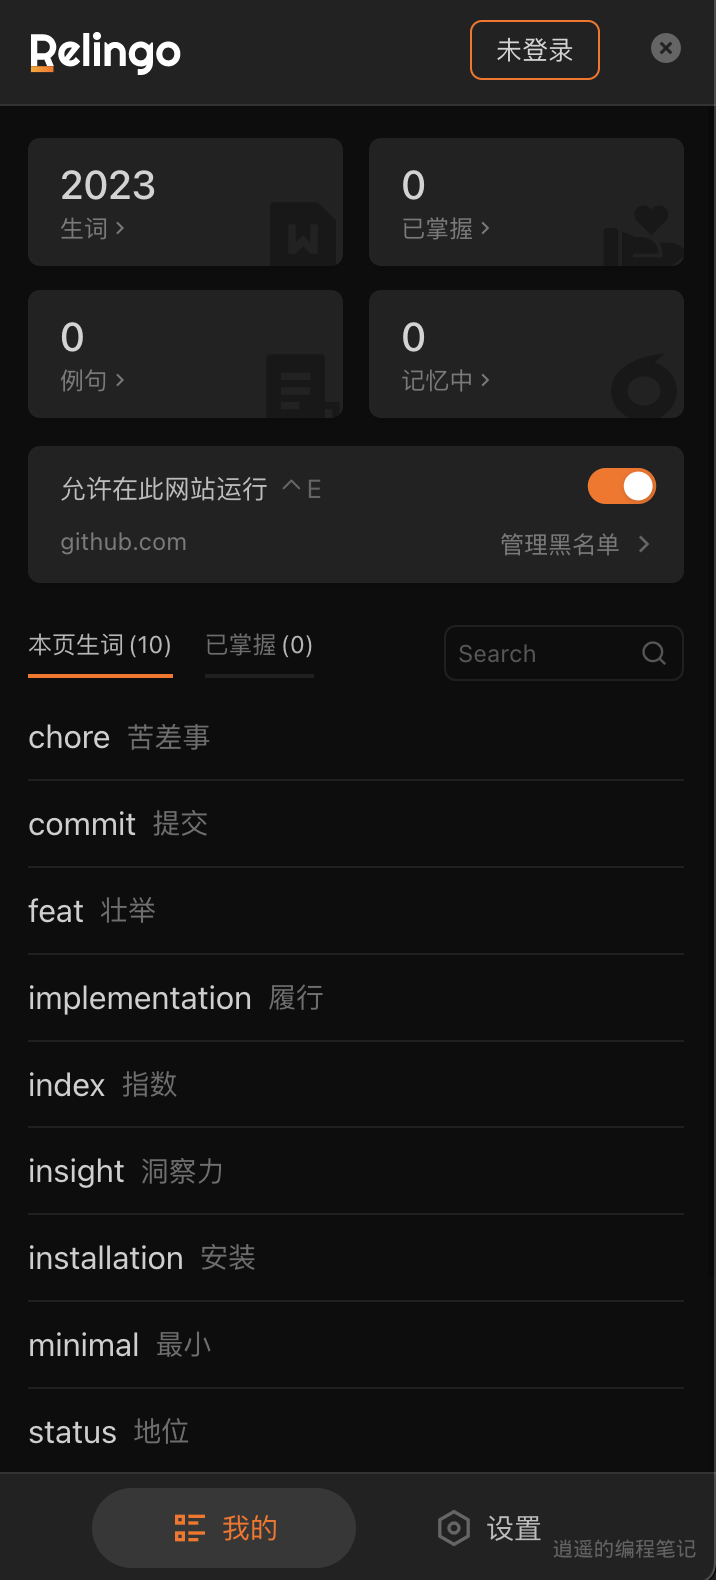 Relingo 未登录
2023
生词
0
已掌握
0
例句
0
记忆中
允许在此网站运行 ^ E
github.com 管理黑名单
本页生词 (10) 已掌握 (0) Search
chore 苦差事
commit 提交
feat 壮举
implementation 履行
index 指数
insight 洞察力
installation 安装
minimal 最小
status 地位
我的 设置
逍遥的编程笔记